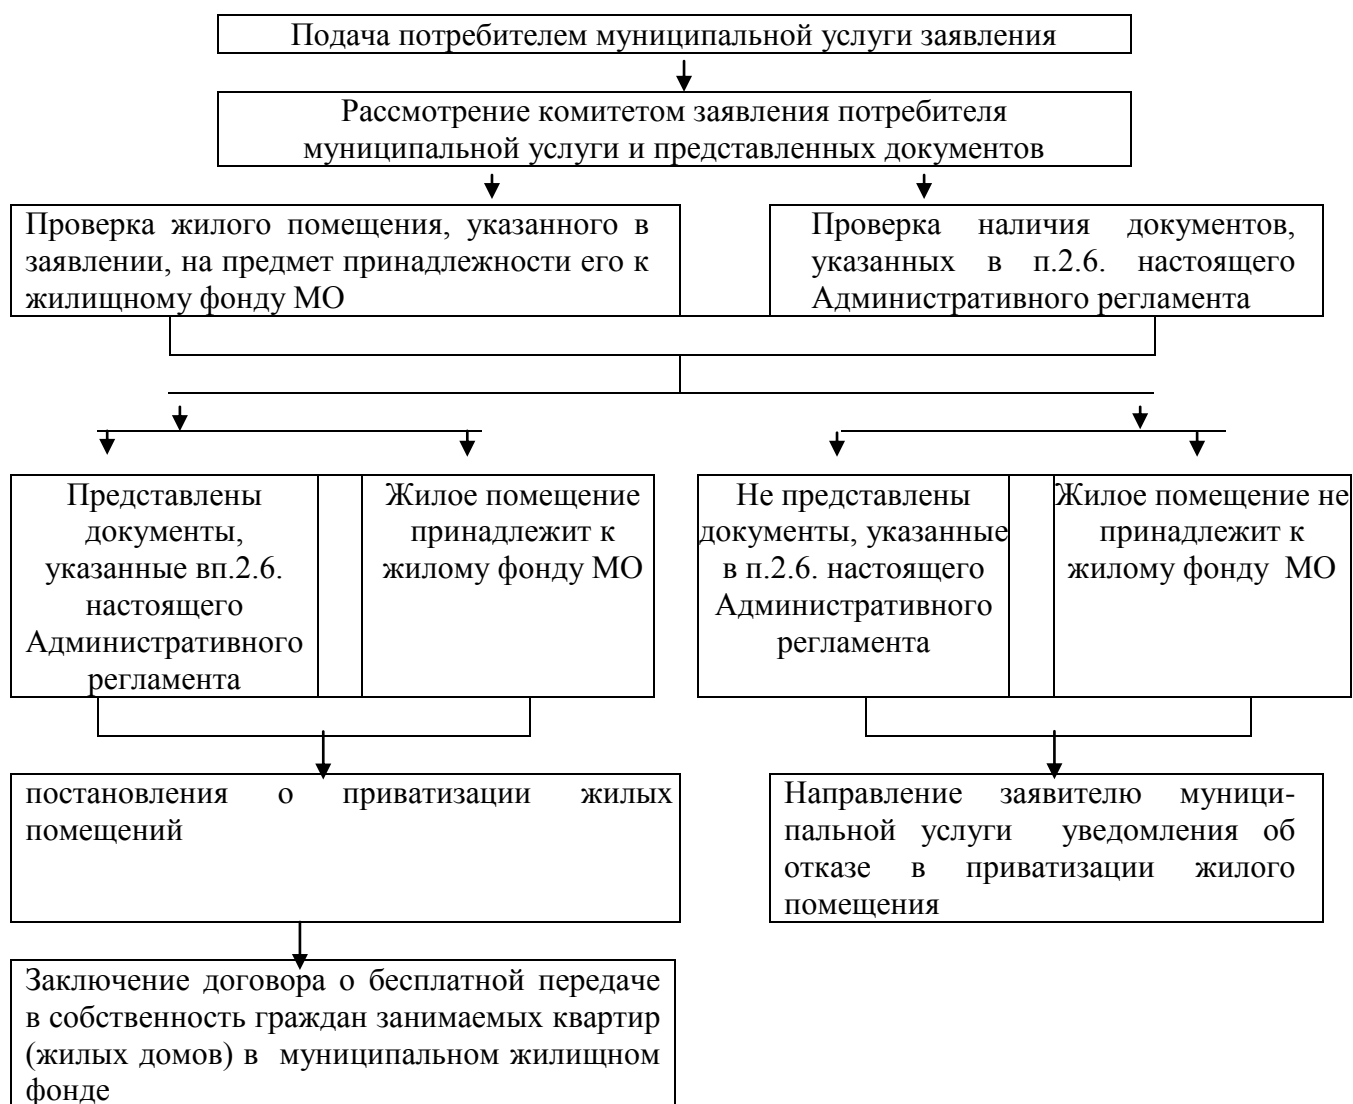 Подача потребителем муниципальной услуги заявления
Рассмотрение комитетом заявления потребителя
муниципальной услуги и представленных документов
Проверка жилого помещения, указанного в
заявлении, на предмет принадлежности его к
жилищному фонду МО
Проверка наличия документов,
указанных в п.2.6. настоящего
Административного регламента
Представлены
документы,
указанные вп.2.6.
настоящего
Административного
регламента
Жилое помещение
принадлежит к
жилому фонду МО
Не представлены
документы, указанные
в п.2.6. настоящего
Административного
регламента
Жилое помещение не
принадлежит к
жилому фонду МО
постановления о приватизации жилых
помещений
Направление заявителю муници-
пальной услуги уведомления об
отказе в приватизации жилого
помещения
Заключение договора о бесплатной передаче
в собственность граждан занимаемых квартир
(жилых домов) в муниципальном жилищном
фонде